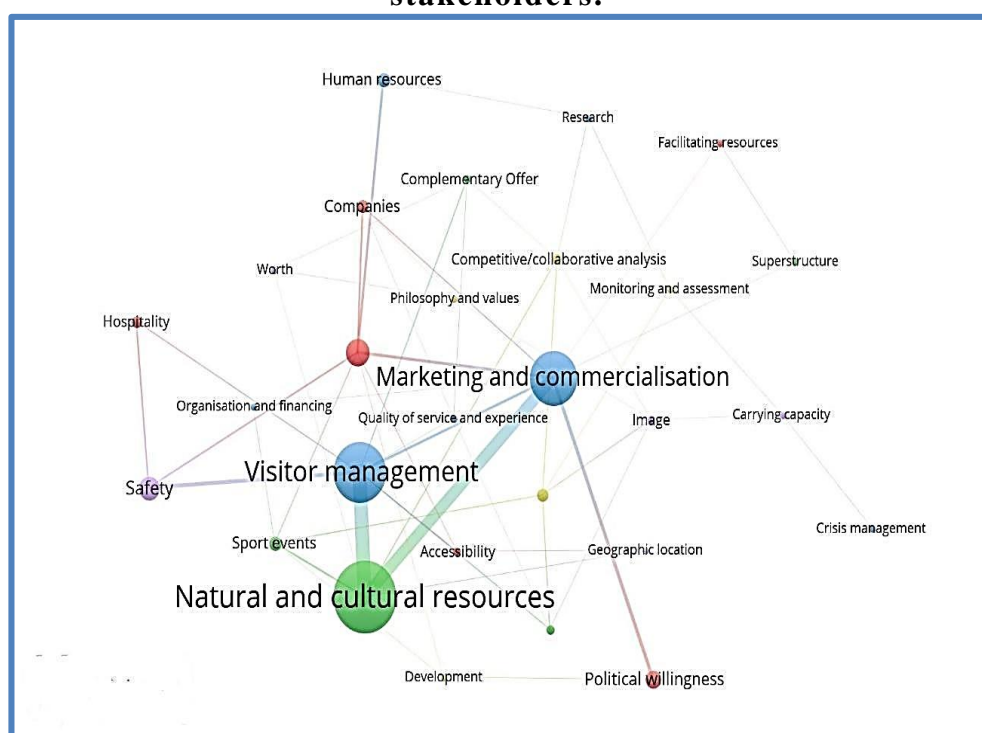 stakeholders.
Human resources
Research
Facilitating resources
Complementary Offer
Companies
Competitive/collaborative analysis
Superstructure
Worth
Monitoring and assessment
Philosophy and values
Hospitality
Marketing and commercialisation
Organisation and financing
Quality of service and experience
Image
Carrying capacity
Visitor management
Safety
Crisis management
Sport events
Accessibility
Geographic location
Natural and cultural resources
Development
Political willingness